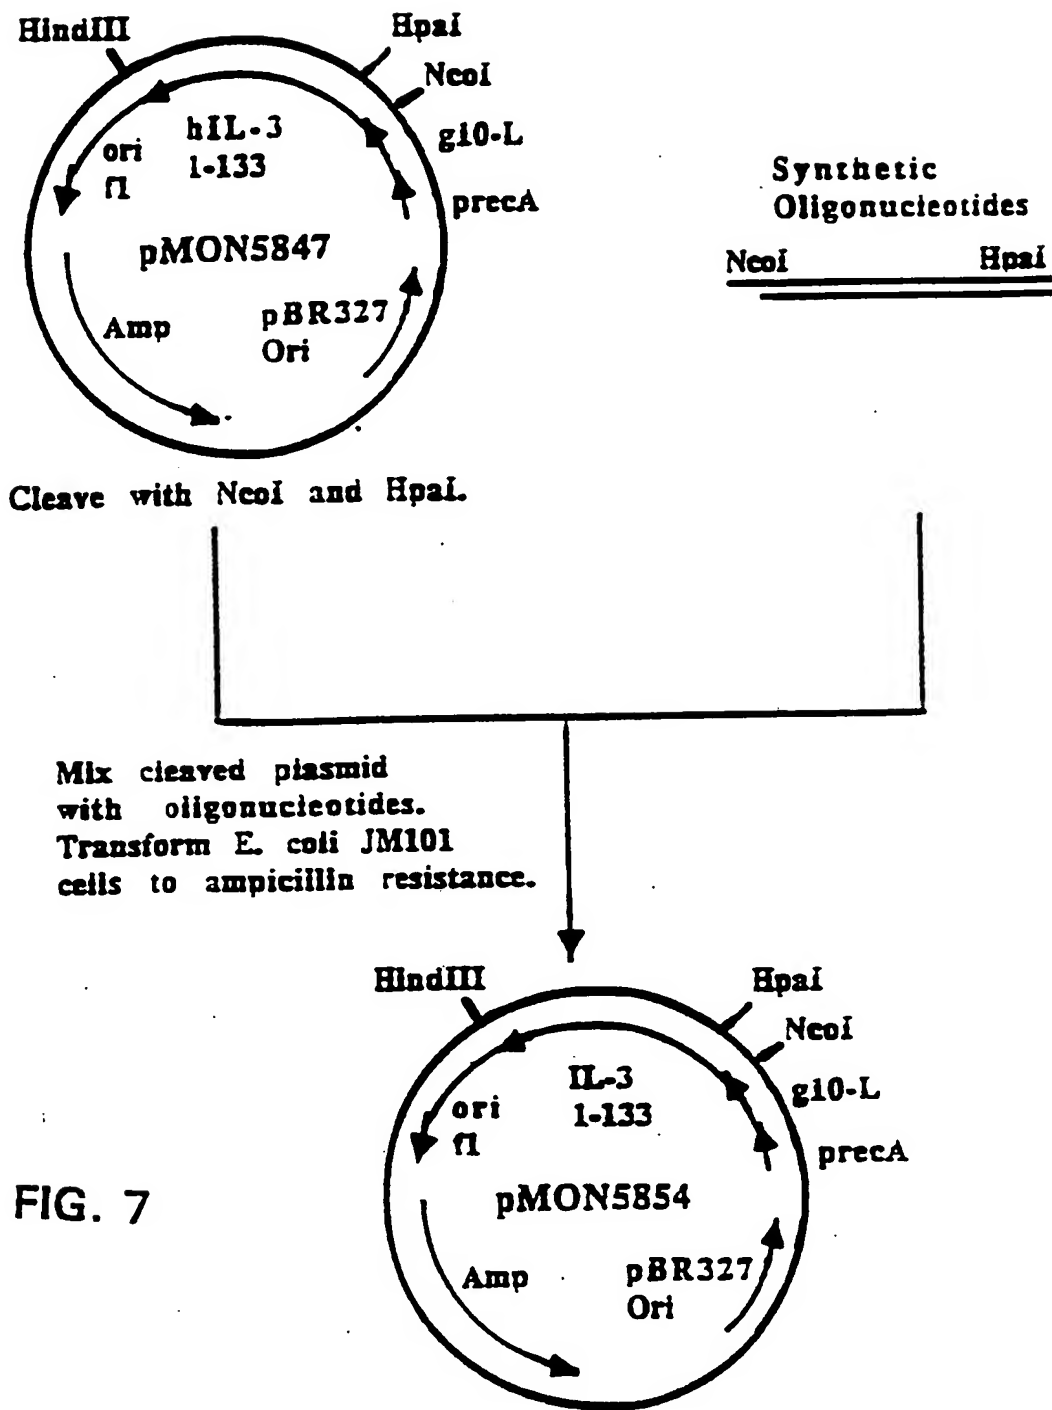 HindIII
HpaI
NcoI
g10-L
precA
hIL-3
1-133
ori
f1
pMON5847
Amp
pBR327
Ori
Synthetic
Oligonucleotides
NcoI HpaI
Cleave with NcoI and HpaI.
Mix cleaved plasmid
with oligonucleotides.
Transform E. coli JM101
cells to ampicillin resistance.
HindIII
HpaI
NcoI
g10-L
precA
IL-3
1-133
ori
f1
pMON5854
Amp
pBR327
Ori
FIG. 7